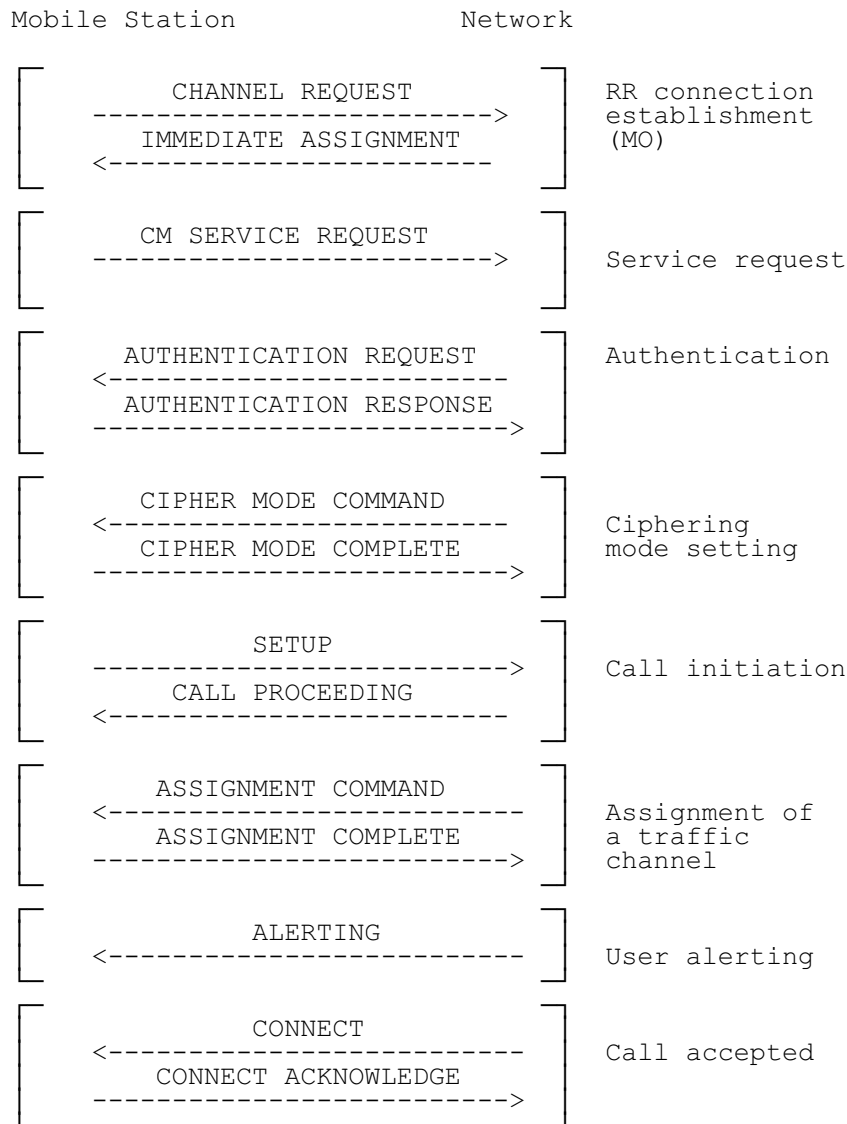 Mobile Station Network
CHANNEL REQUEST RR connection
------------------------> establishment
IMMEDIATE ASSIGNMENT (MO)
<-----------------------
CM SERVICE REQUEST
------------------------> Service request
AUTHENTICATION REQUEST Authentication
<------------------------
AUTHENTICATION RESPONSE
------------------------->
CIPHER MODE COMMAND
<------------------------ Ciphering
CIPHER MODE COMPLETE mode setting
------------------------->
SETUP
-------------------------> Call initiation
CALL PROCEEDING
<------------------------
ASSIGNMENT COMMAND
<------------------------- Assignment of
ASSIGNMENT COMPLETE a traffic
-------------------------> channel
ALERTING
<------------------------- User alerting
CONNECT
<------------------------- Call accepted
CONNECT ACKNOWLEDGE
------------------------->